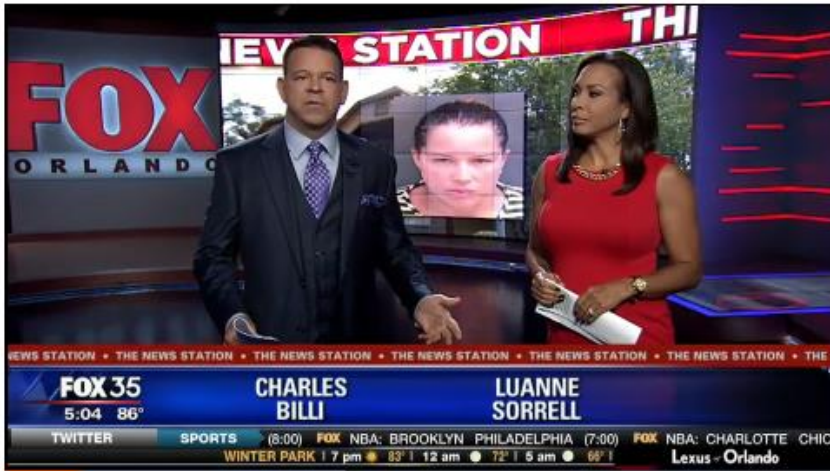 NEWS STATION THE
FOX
ORLANDO
NEWS STATION • THE NEWS STATION • THE NEWS STATION • THE NEWS STATION • THE NEWS STATION • THE NEWS STATION • THE
FOX 35
5:04 86°
CHARLES
BILLI
LUANNE
SORRELL
TWITTER SPORTS (8:00) FOX NBA: BROOKLYN PHILADELPHIA (7:00) FOX NBA: CHARLOTTE CHIC
WINTER PARK | 7 pm 83° | 12 am 72° | 5 am 66° |
Lexus of Orlando